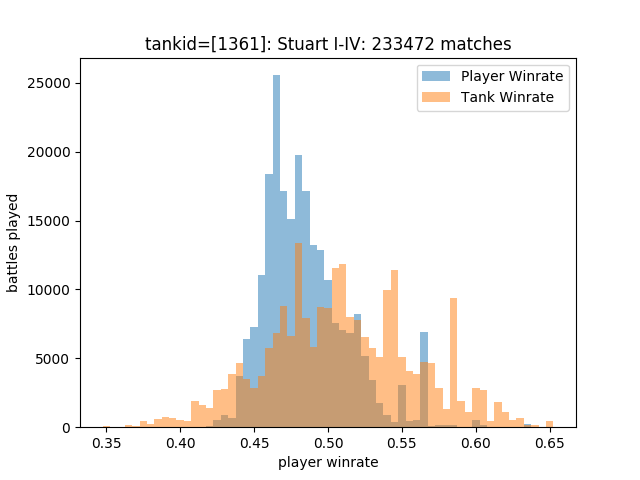 tankid=[1361]: Stuart I-IV: 233472 matches
Player Winrate
Tank Winrate
25000
20000
15000
10000
5000
0
battles played
0.35 0.40 0.45 0.50 0.55 0.60 0.65
player winrate